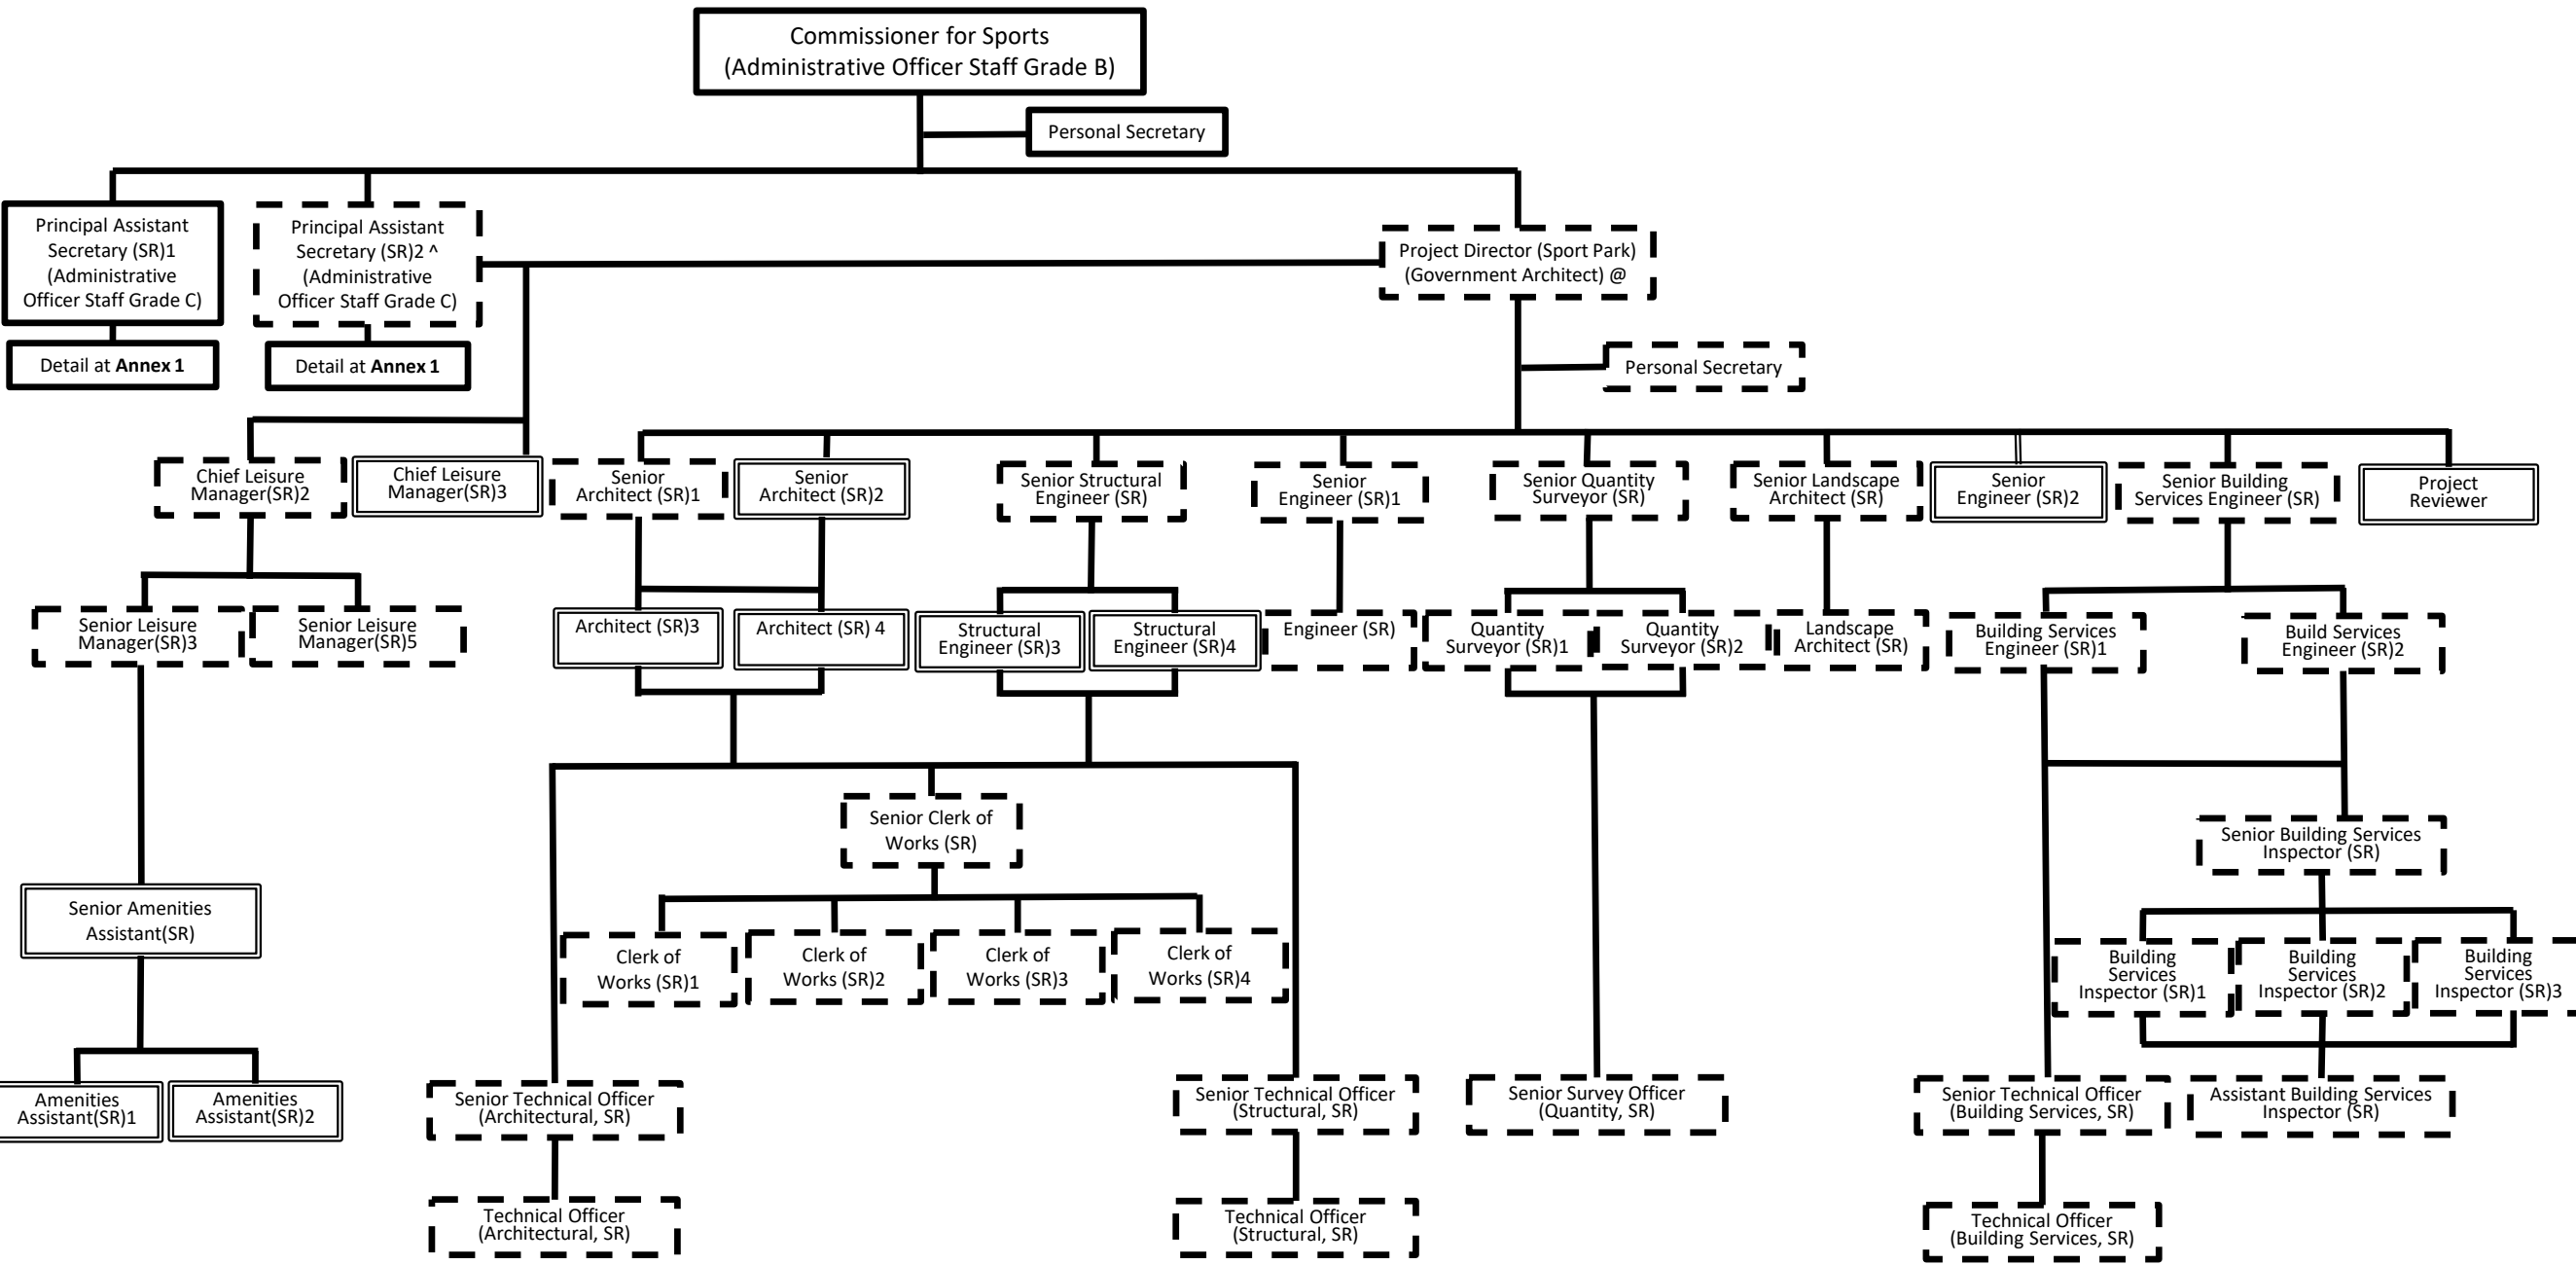 Commissioner for Sports
(Administrative Officer Staff Grade B)
Personal Secretary
Principal Assistant
Secretary (SR)1
(Administrative
Officer Staff Grade C)
Principal Assistant
Secretary (SR)2 ^
(Administrative
Officer Staff Grade C)
Project Director (Sport Park)
(Government Architect) @
Detail at Annex 1
Detail at Annex 1
Personal Secretary
Chief Leisure
Manager(SR)2
Chief Leisure
Manager(SR)3
Senior
Architect (SR)1
Senior
Architect (SR)2
Senior Structural
Engineer (SR)
Senior
Engineer (SR)1
Senior Quantity
Surveyor (SR)
Senior Landscape
Architect (SR)
Senior
Engineer (SR)2
Senior Building
Services Engineer (SR)
Project
Reviewer
Senior Leisure
Manager(SR)3
Senior Leisure
Manager(SR)5
Architect (SR)3
Architect (SR) 4
Structural
Engineer (SR)3
Structural
Engineer (SR)4
Engineer (SR)
Quantity
Surveyor (SR)1
Quantity
Surveyor (SR)2
Landscape
Architect (SR)
Building Services
Engineer (SR)1
Build Services
Engineer (SR)2
Senior Clerk of
Works (SR)
Senior Building Services
Inspector (SR)
Senior Amenities
Assistant(SR)
Clerk of
Works (SR)1
Clerk of
Works (SR)2
Clerk of
Works (SR)3
Clerk of
Works (SR)4
Building
Services
Inspector (SR)1
Building
Services
Inspector (SR)2
Building
Services
Inspector (SR)3
Amenities
Assistant(SR)1
Amenities
Assistant(SR)2
Senior Technical Officer
(Architectural, SR)
Senior Technical Officer
(Structural, SR)
Senior Survey Officer
(Quantity, SR)
Senior Technical Officer
(Building Services, SR)
Assistant Building Services
Inspector (SR)
Technical Officer
(Architectural, SR)
Technical Officer
(Structural, SR)
Technical Officer
(Building Services, SR)